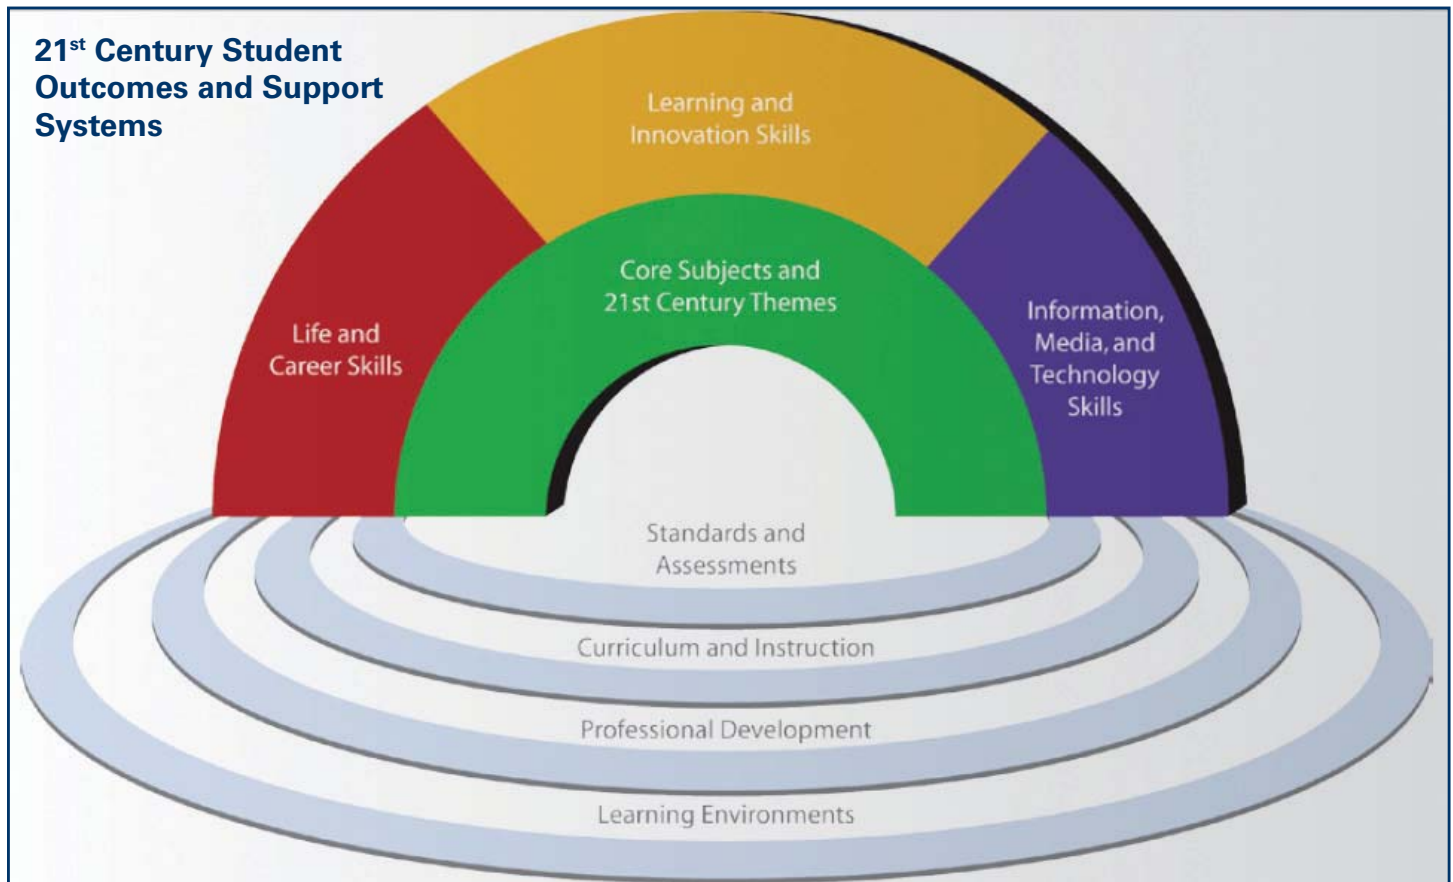 21st Century Student
Outcomes and Support
Systems
Learning and
Innovation Skills
Core Subjects and
21st Century Themes
Life and
Career Skills
Information,
Media, and
Technology
Skills
Standards and
Assessments
Curriculum and Instruction
Professional Development
Learning Environments